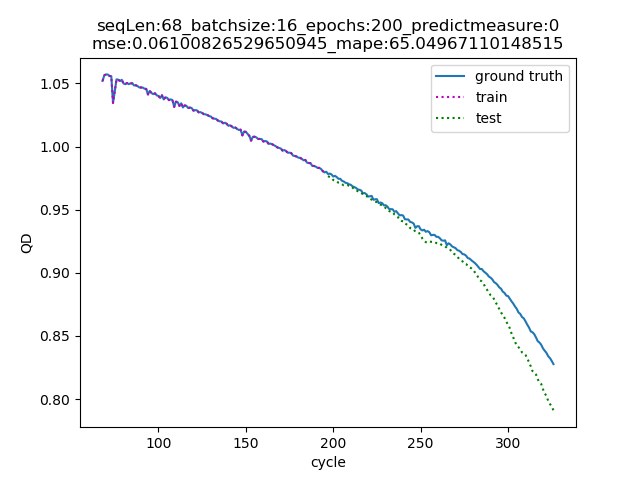 seqLen:68_batchsize:16_epochs:200_predictmeasure:0
mse:0.06100826529650945_mape:65.04967110148515
ground truth
train
test
1.05
1.00
0.95
0.90
0.85
0.80
QD
100
150
200
250
300
cycle